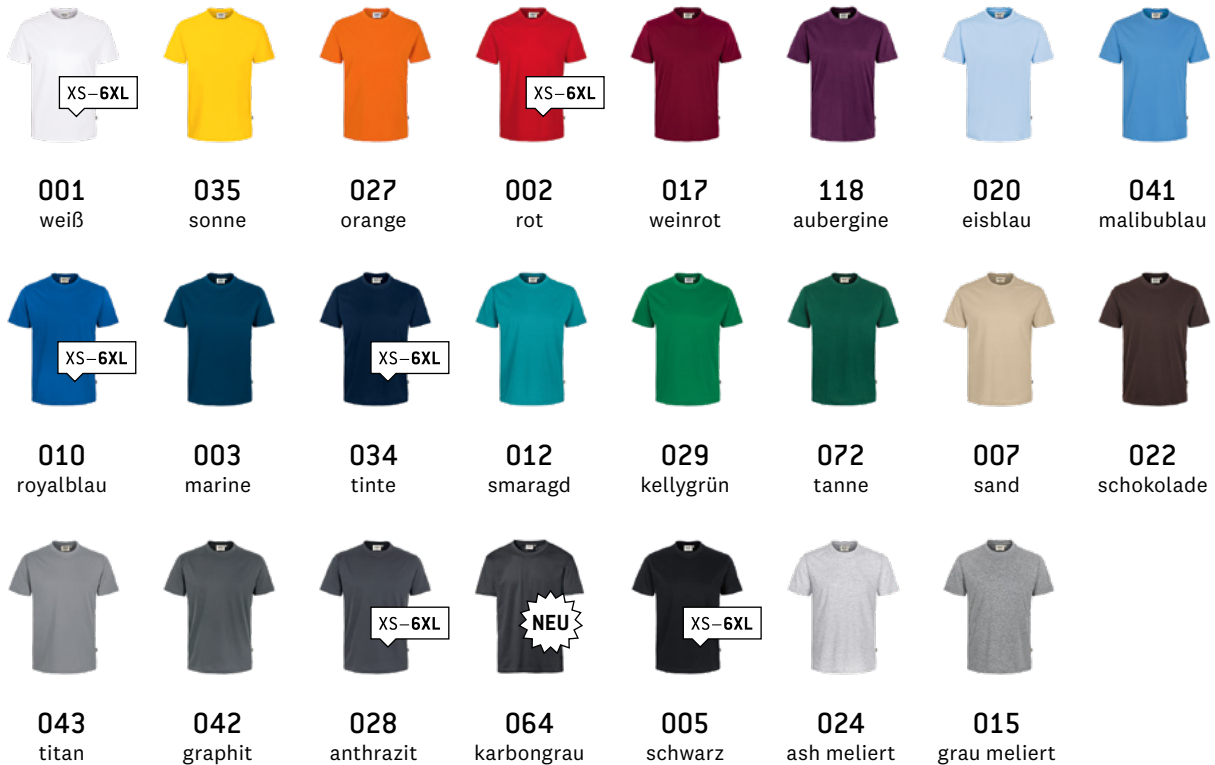 XS–6XL
XS–6XL
001 035 027 002 017 118 020 041
weiß sonne orange rot weinrot aubergine eisblau malibublau
XS–6XL
XS–6XL
010 003 034 012 029 072 007 022
royalblau marine tinte smaragd kellygrün tanne sand schokolade
XS–6XL
NEU
XS–6XL
043 042 028 064 005 024 015
titan graphit anthrazit karbongrau schwarz ash meliert grau meliert